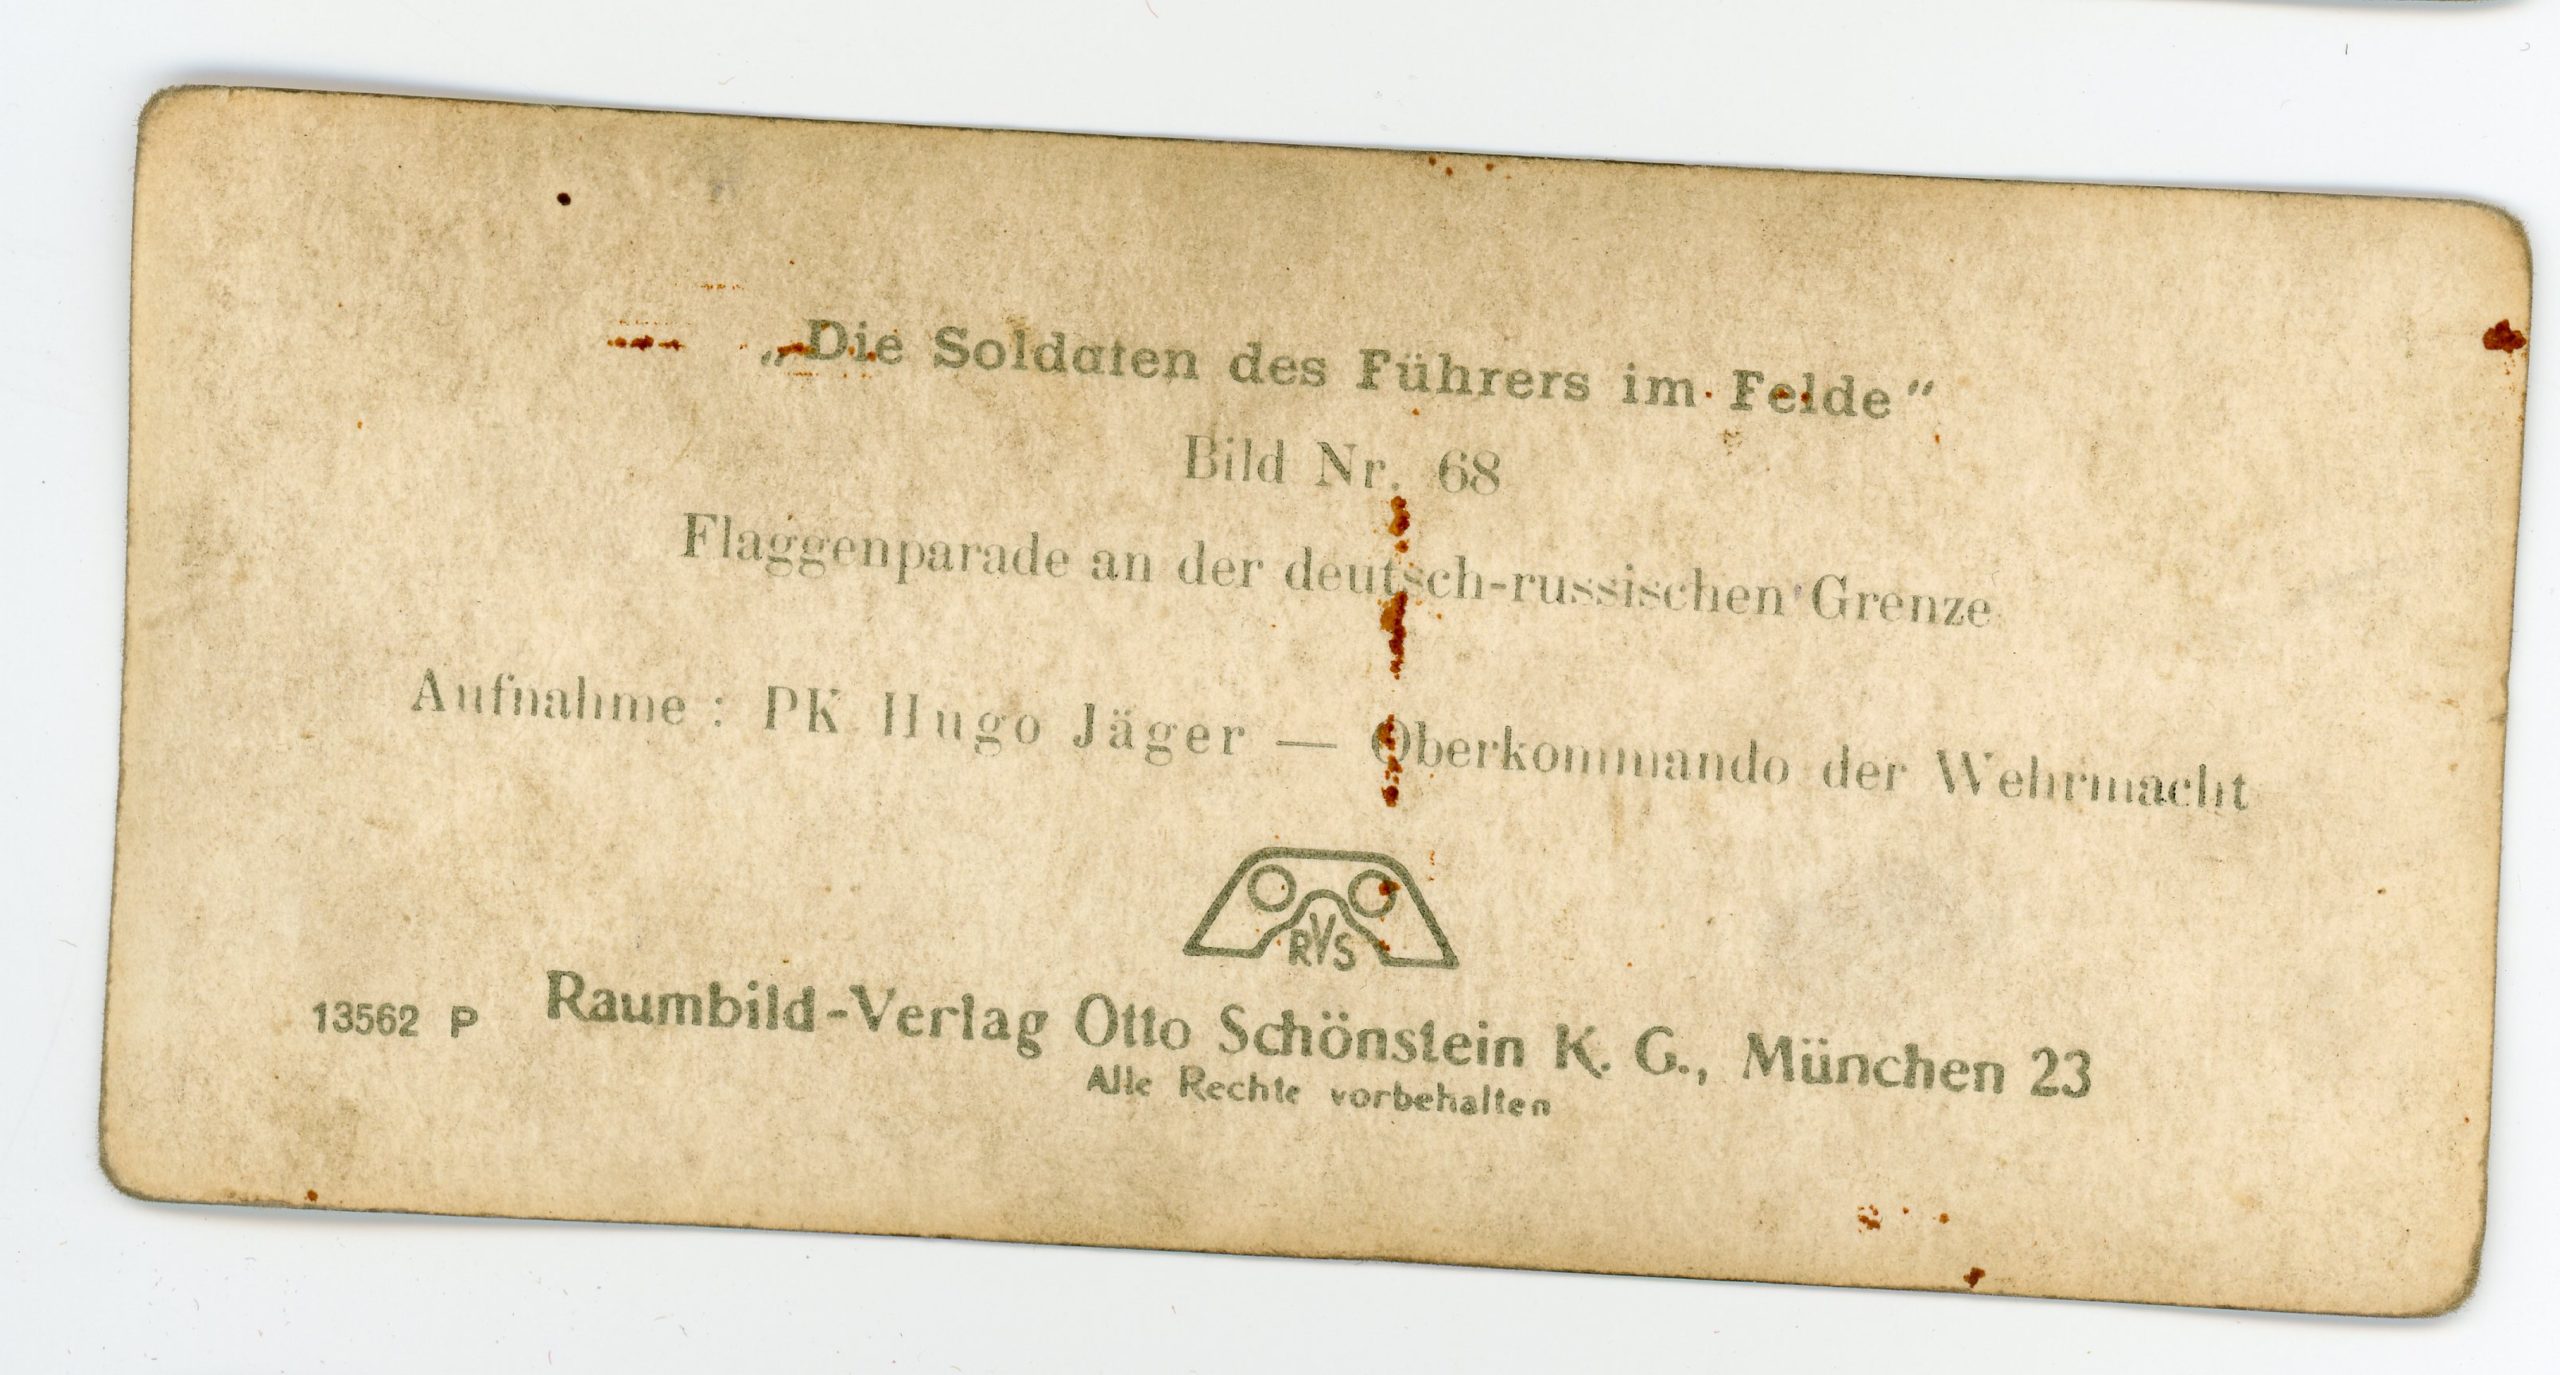 „Die Soldaten des Führers im Felde“
Bild Nr. 68
Flaggenparade an der deutsch-russischen Grenze
Aufnahme: PK Hugo Jäger — Oberkommando der Wehrmacht
RVS
13562 P Raumbild-Verlag Otto Schönstein K. G., München 23
Alle Rechte vorbehalten